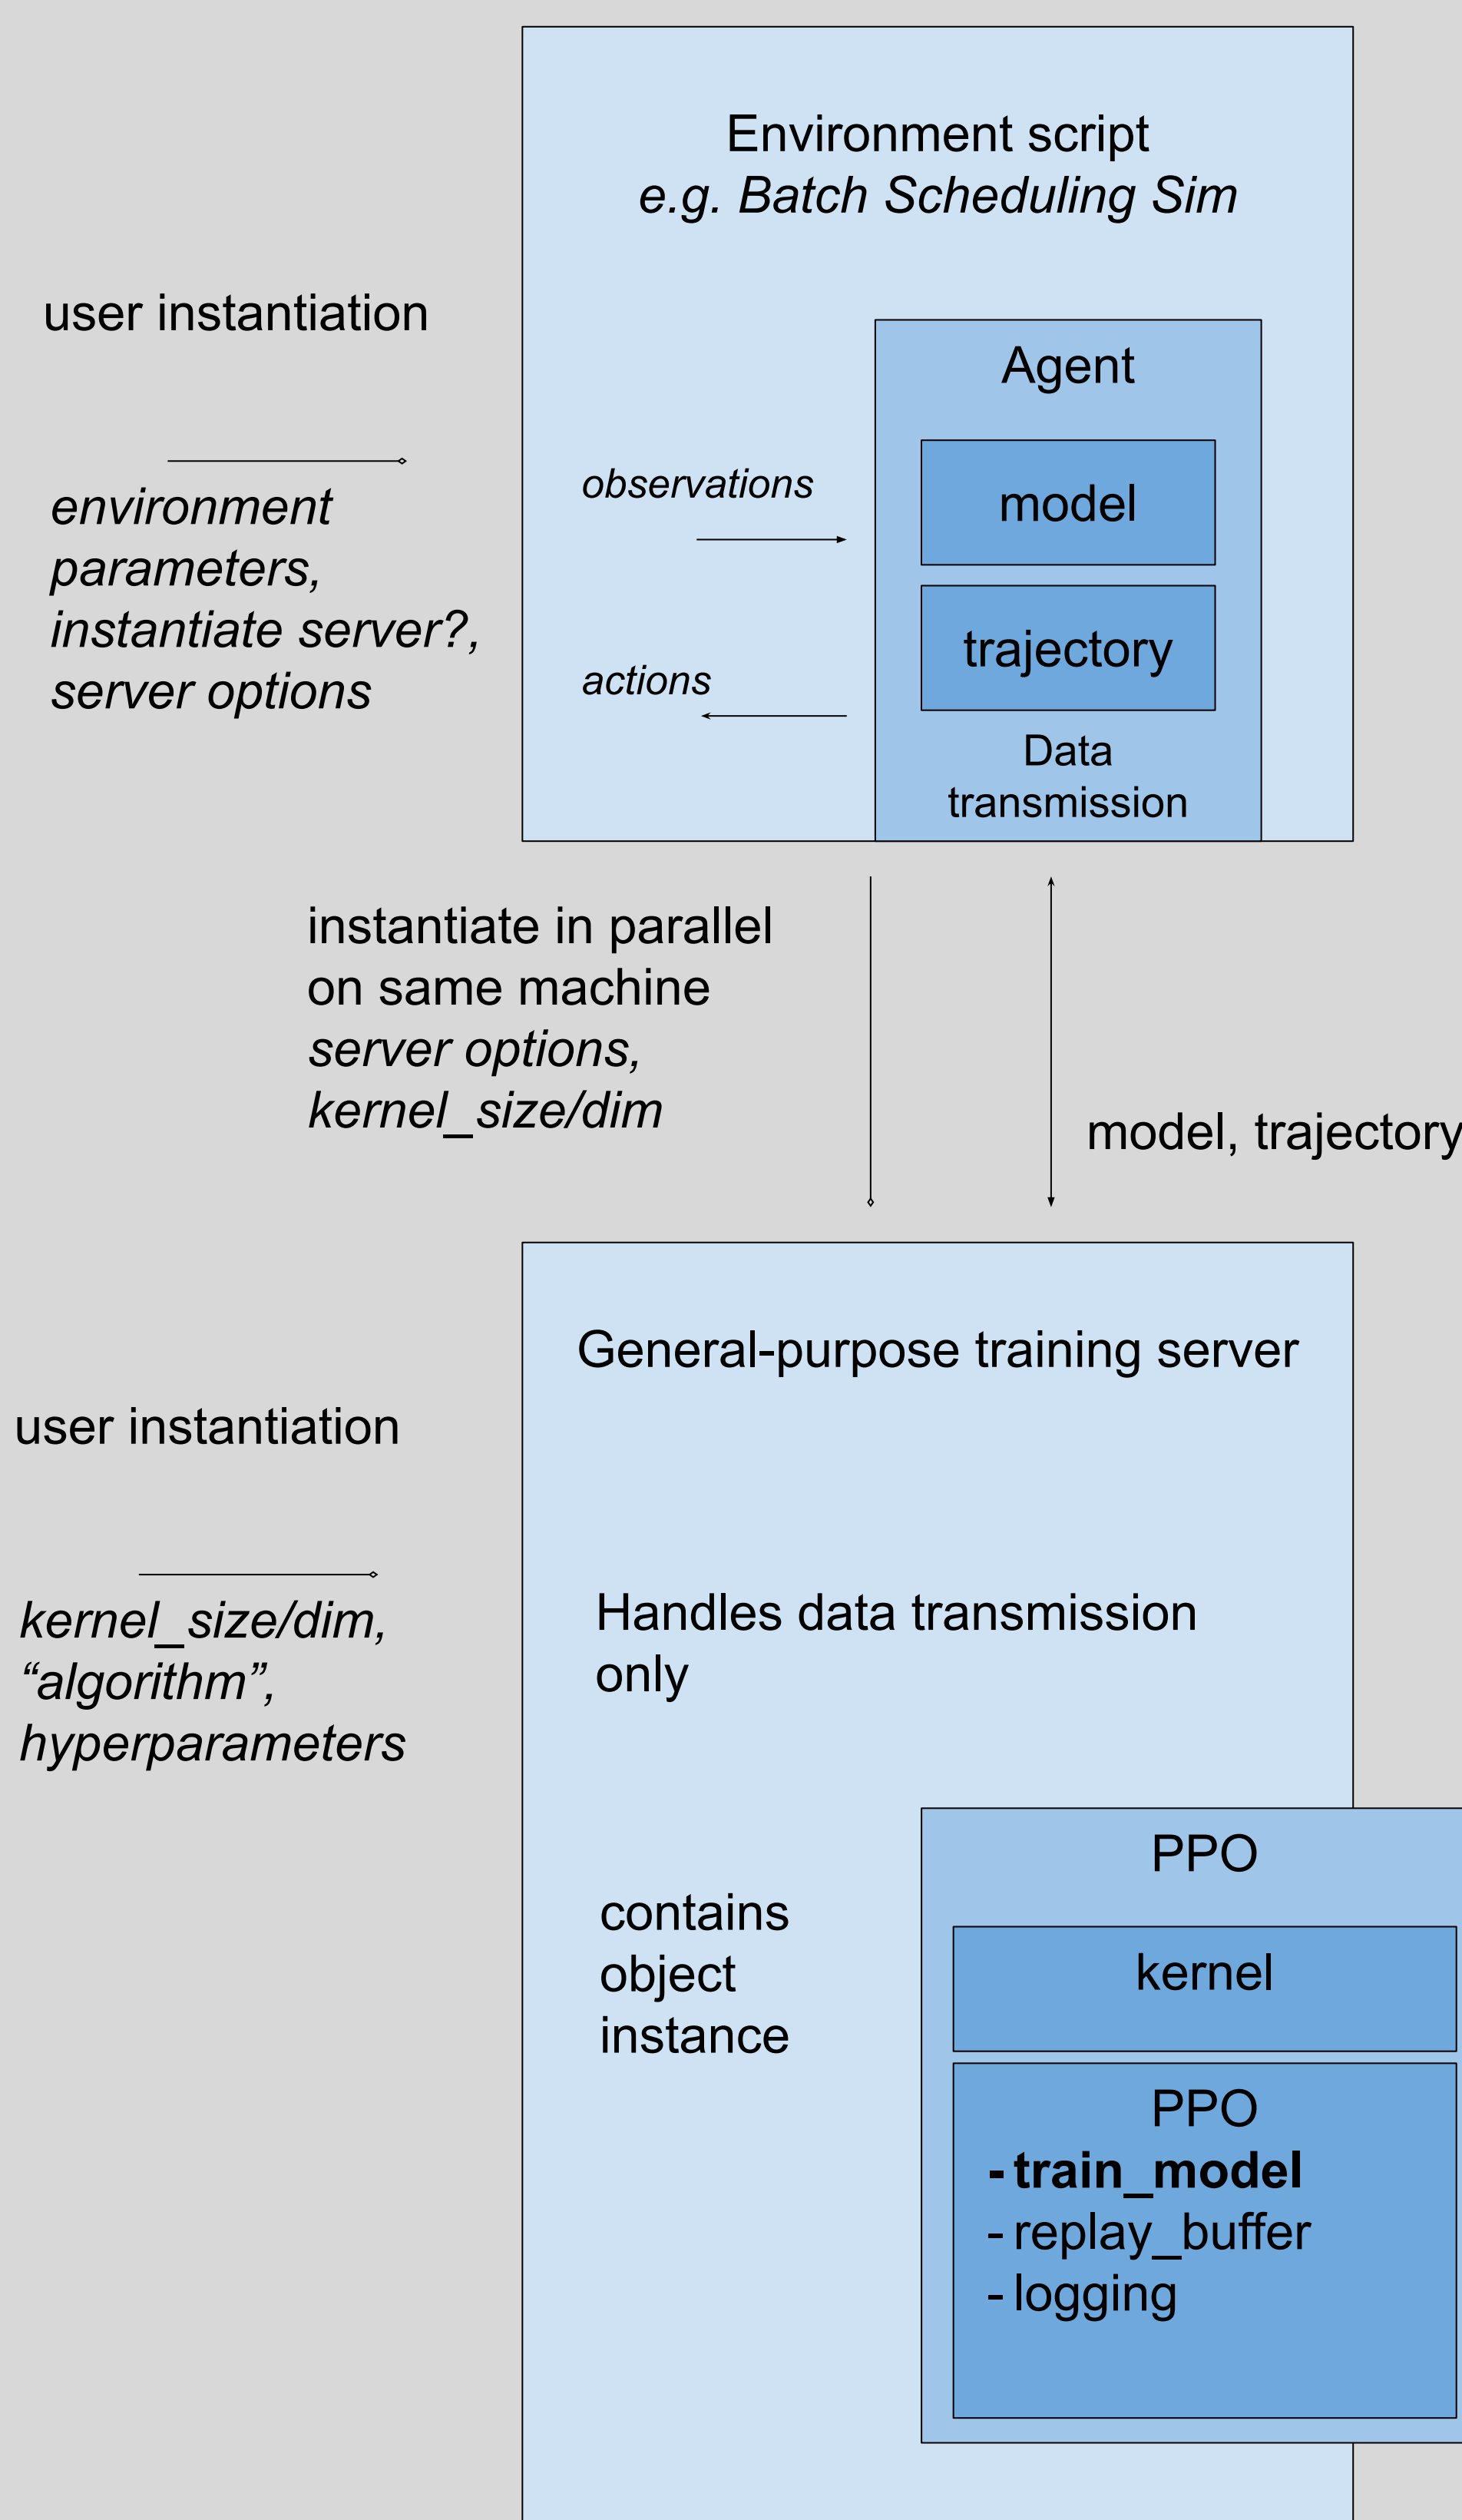 Environment script
e.g. Batch Scheduling Sim
user instantiation
environment
parameters,
instantiate server?,
server options
Agent
observations
model
trajectory
actions
Data
transmission
instantiate in parallel
on same machine
server options,
kernel_size/dim
model, trajectory
General-purpose training server
user instantiation
kernel_size/dim,
“algorithm”,
hyperparameters
Handles data transmission
only
contains
object
instance
PPO
kernel
PPO
- train_model
- replay_buffer
- logging